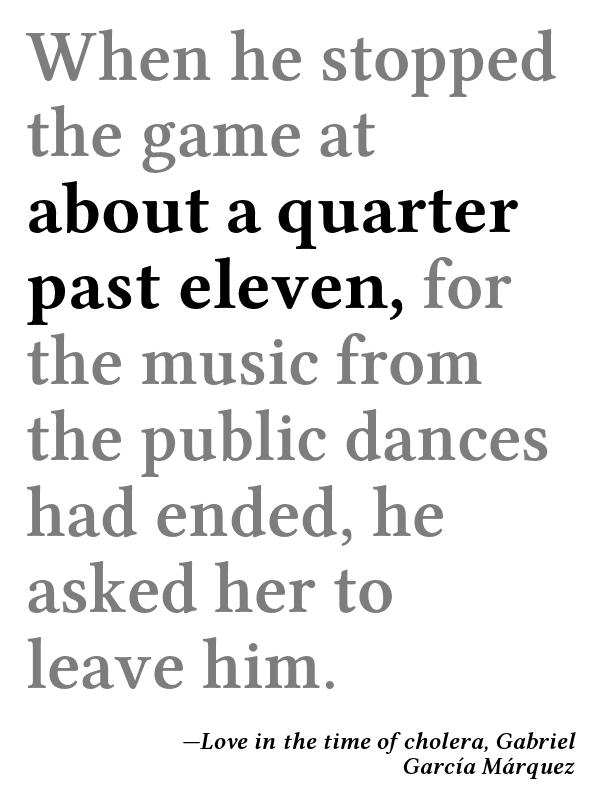 When he stopped
the game at
about a quarter
past eleven, for
the music from
the public dances
had ended, he
asked her to
leave him.
—Love in the time of cholera, Gabriel
García Márquez